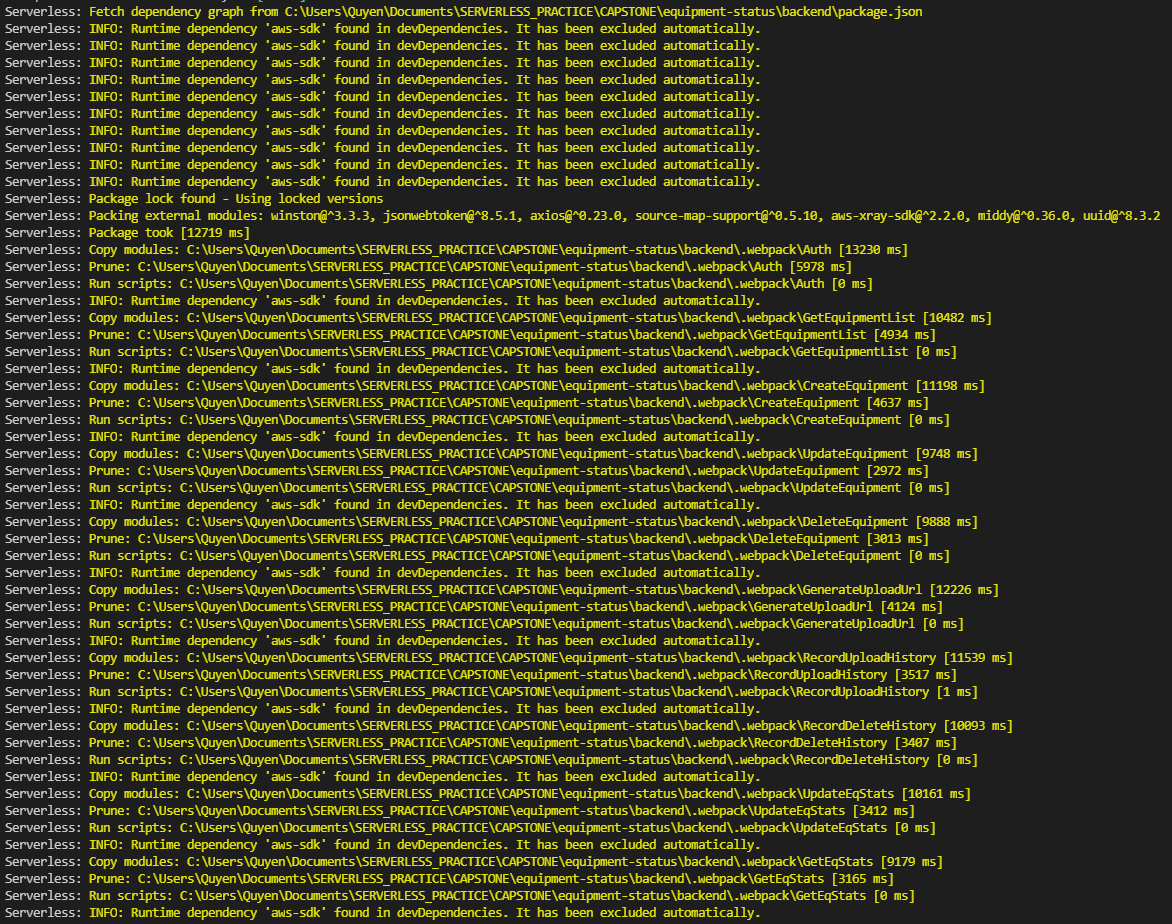 Serverless: Fetch dependency graph from C:\Users\Quyen\Documents\SERVERLESS_PRACTICE\CAPSTONE\equipment-status\backend\package.json
Serverless: INFO: Runtime dependency 'aws-sdk' found in devDependencies. It has been excluded automatically.
Serverless: INFO: Runtime dependency 'aws-sdk' found in devDependencies. It has been excluded automatically.
Serverless: INFO: Runtime dependency 'aws-sdk' found in devDependencies. It has been excluded automatically.
Serverless: INFO: Runtime dependency 'aws-sdk' found in devDependencies. It has been excluded automatically.
Serverless: INFO: Runtime dependency 'aws-sdk' found in devDependencies. It has been excluded automatically.
Serverless: INFO: Runtime dependency 'aws-sdk' found in devDependencies. It has been excluded automatically.
Serverless: INFO: Runtime dependency 'aws-sdk' found in devDependencies. It has been excluded automatically.
Serverless: INFO: Runtime dependency 'aws-sdk' found in devDependencies. It has been excluded automatically.
Serverless: INFO: Runtime dependency 'aws-sdk' found in devDependencies. It has been excluded automatically.
Serverless: INFO: Runtime dependency 'aws-sdk' found in devDependencies. It has been excluded automatically.
Serverless: Package lock found - Using locked versions
Serverless: Packing external modules: winston@^3.3.3, jsonwebtoken@^8.5.1, axios@^0.23.0, source-map-support@^0.5.10, aws-xray-sdk@^2.2.0, middy@^0.36.0, uuid@^8.3.2
Serverless: Package took [12719 ms]
Serverless: Copy modules: C:\Users\Quyen\Documents\SERVERLESS_PRACTICE\CAPSTONE\equipment-status\backend\.webpack\Auth [13230 ms]
Serverless: Prune: C:\Users\Quyen\Documents\SERVERLESS_PRACTICE\CAPSTONE\equipment-status\backend\.webpack\Auth [5978 ms]
Serverless: Run scripts: C:\Users\Quyen\Documents\SERVERLESS_PRACTICE\CAPSTONE\equipment-status\backend\.webpack\Auth [0 ms]
Serverless: INFO: Runtime dependency 'aws-sdk' found in devDependencies. It has been excluded automatically.
Serverless: Copy modules: C:\Users\Quyen\Documents\SERVERLESS_PRACTICE\CAPSTONE\equipment-status\backend\.webpack\GetEquipmentList [10482 ms]
Serverless: Prune: C:\Users\Quyen\Documents\SERVERLESS_PRACTICE\CAPSTONE\equipment-status\backend\.webpack\GetEquipmentList [4934 ms]
Serverless: Run scripts: C:\Users\Quyen\Documents\SERVERLESS_PRACTICE\CAPSTONE\equipment-status\backend\.webpack\GetEquipmentList [0 ms]
Serverless: INFO: Runtime dependency 'aws-sdk' found in devDependencies. It has been excluded automatically.
Serverless: Copy modules: C:\Users\Quyen\Documents\SERVERLESS_PRACTICE\CAPSTONE\equipment-status\backend\.webpack\CreateEquipment [11198 ms]
Serverless: Prune: C:\Users\Quyen\Documents\SERVERLESS_PRACTICE\CAPSTONE\equipment-status\backend\.webpack\CreateEquipment [4637 ms]
Serverless: Run scripts: C:\Users\Quyen\Documents\SERVERLESS_PRACTICE\CAPSTONE\equipment-status\backend\.webpack\CreateEquipment [0 ms]
Serverless: INFO: Runtime dependency 'aws-sdk' found in devDependencies. It has been excluded automatically.
Serverless: Copy modules: C:\Users\Quyen\Documents\SERVERLESS_PRACTICE\CAPSTONE\equipment-status\backend\.webpack\UpdateEquipment [9748 ms]
Serverless: Prune: C:\Users\Quyen\Documents\SERVERLESS_PRACTICE\CAPSTONE\equipment-status\backend\.webpack\UpdateEquipment [2972 ms]
Serverless: Run scripts: C:\Users\Quyen\Documents\SERVERLESS_PRACTICE\CAPSTONE\equipment-status\backend\.webpack\UpdateEquipment [0 ms]
Serverless: INFO: Runtime dependency 'aws-sdk' found in devDependencies. It has been excluded automatically.
Serverless: Copy modules: C:\Users\Quyen\Documents\SERVERLESS_PRACTICE\CAPSTONE\equipment-status\backend\.webpack\DeleteEquipment [9888 ms]
Serverless: Prune: C:\Users\Quyen\Documents\SERVERLESS_PRACTICE\CAPSTONE\equipment-status\backend\.webpack\DeleteEquipment [3013 ms]
Serverless: Run scripts: C:\Users\Quyen\Documents\SERVERLESS_PRACTICE\CAPSTONE\equipment-status\backend\.webpack\DeleteEquipment [0 ms]
Serverless: INFO: Runtime dependency 'aws-sdk' found in devDependencies. It has been excluded automatically.
Serverless: Copy modules: C:\Users\Quyen\Documents\SERVERLESS_PRACTICE\CAPSTONE\equipment-status\backend\.webpack\GenerateUploadUrl [12226 ms]
Serverless: Prune: C:\Users\Quyen\Documents\SERVERLESS_PRACTICE\CAPSTONE\equipment-status\backend\.webpack\GenerateUploadUrl [4124 ms]
Serverless: Run scripts: C:\Users\Quyen\Documents\SERVERLESS_PRACTICE\CAPSTONE\equipment-status\backend\.webpack\GenerateUploadUrl [0 ms]
Serverless: INFO: Runtime dependency 'aws-sdk' found in devDependencies. It has been excluded automatically.
Serverless: Copy modules: C:\Users\Quyen\Documents\SERVERLESS_PRACTICE\CAPSTONE\equipment-status\backend\.webpack\RecordUploadHistory [11539 ms]
Serverless: Prune: C:\Users\Quyen\Documents\SERVERLESS_PRACTICE\CAPSTONE\equipment-status\backend\.webpack\RecordUploadHistory [3517 ms]
Serverless: Run scripts: C:\Users\Quyen\Documents\SERVERLESS_PRACTICE\CAPSTONE\equipment-status\backend\.webpack\RecordUploadHistory [1 ms]
Serverless: INFO: Runtime dependency 'aws-sdk' found in devDependencies. It has been excluded automatically.
Serverless: Copy modules: C:\Users\Quyen\Documents\SERVERLESS_PRACTICE\CAPSTONE\equipment-status\backend\.webpack\RecordDeleteHistory [10093 ms]
Serverless: Prune: C:\Users\Quyen\Documents\SERVERLESS_PRACTICE\CAPSTONE\equipment-status\backend\.webpack\RecordDeleteHistory [3407 ms]
Serverless: Run scripts: C:\Users\Quyen\Documents\SERVERLESS_PRACTICE\CAPSTONE\equipment-status\backend\.webpack\RecordDeleteHistory [0 ms]
Serverless: INFO: Runtime dependency 'aws-sdk' found in devDependencies. It has been excluded automatically.
Serverless: Copy modules: C:\Users\Quyen\Documents\SERVERLESS_PRACTICE\CAPSTONE\equipment-status\backend\.webpack\UpdateEqStats [10161 ms]
Serverless: Prune: C:\Users\Quyen\Documents\SERVERLESS_PRACTICE\CAPSTONE\equipment-status\backend\.webpack\UpdateEqStats [3412 ms]
Serverless: Run scripts: C:\Users\Quyen\Documents\SERVERLESS_PRACTICE\CAPSTONE\equipment-status\backend\.webpack\UpdateEqStats [0 ms]
Serverless: INFO: Runtime dependency 'aws-sdk' found in devDependencies. It has been excluded automatically.
Serverless: Copy modules: C:\Users\Quyen\Documents\SERVERLESS_PRACTICE\CAPSTONE\equipment-status\backend\.webpack\GetEqStats [9179 ms]
Serverless: Prune: C:\Users\Quyen\Documents\SERVERLESS_PRACTICE\CAPSTONE\equipment-status\backend\.webpack\GetEqStats [3165 ms]
Serverless: Run scripts: C:\Users\Quyen\Documents\SERVERLESS_PRACTICE\CAPSTONE\equipment-status\backend\.webpack\GetEqStats [0 ms]
Serverless: INFO: Runtime dependency 'aws-sdk' found in devDependencies. It has been excluded automatically.